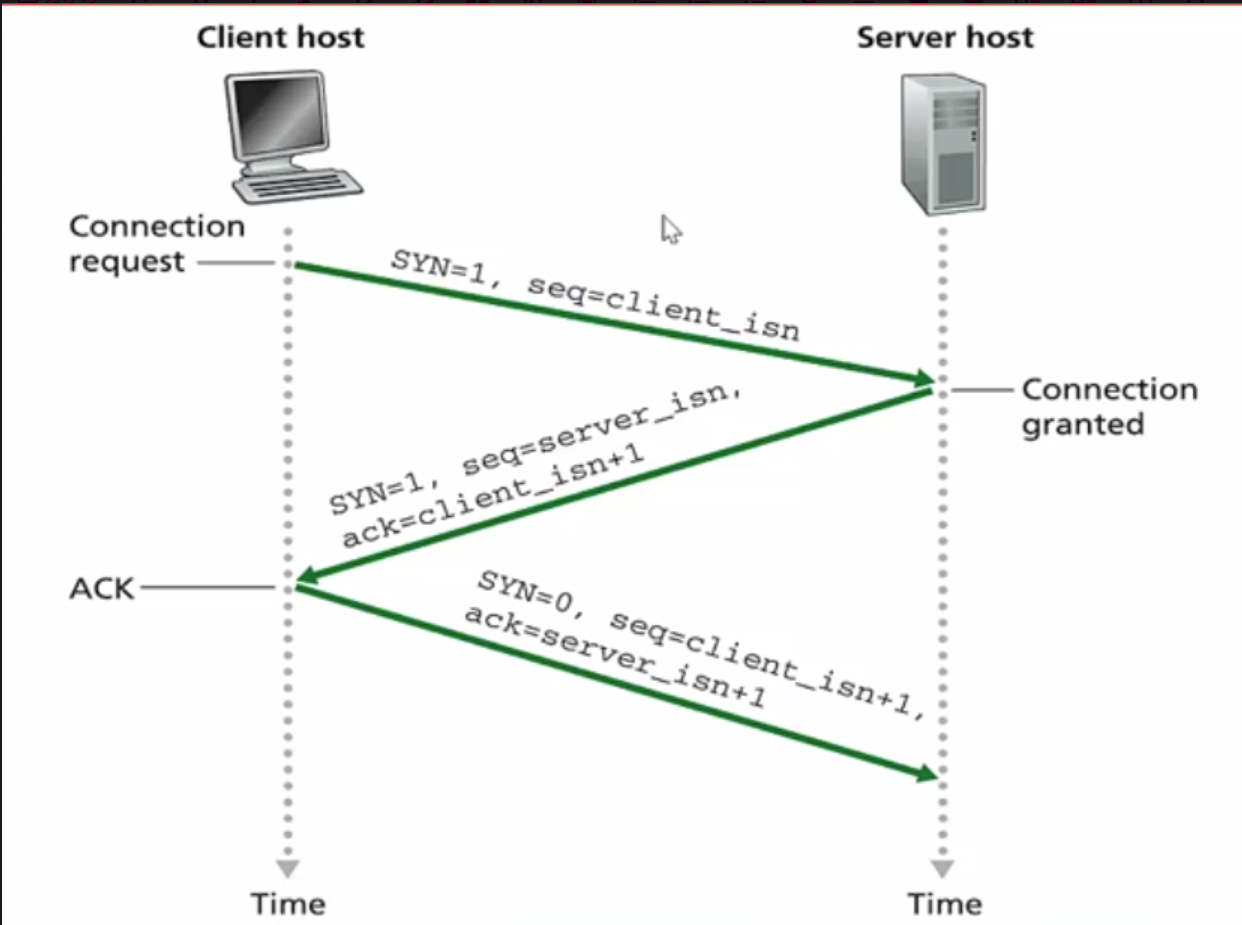 Client host
Server host
Connection
request
SYN=1, seq=client_isn
Connection
granted
SYN=1, seq=server_isn,
ack=client_isn+1
ACK
SYN=0, seq=client_isn+1,
ack=server_isn+1
Time
Time